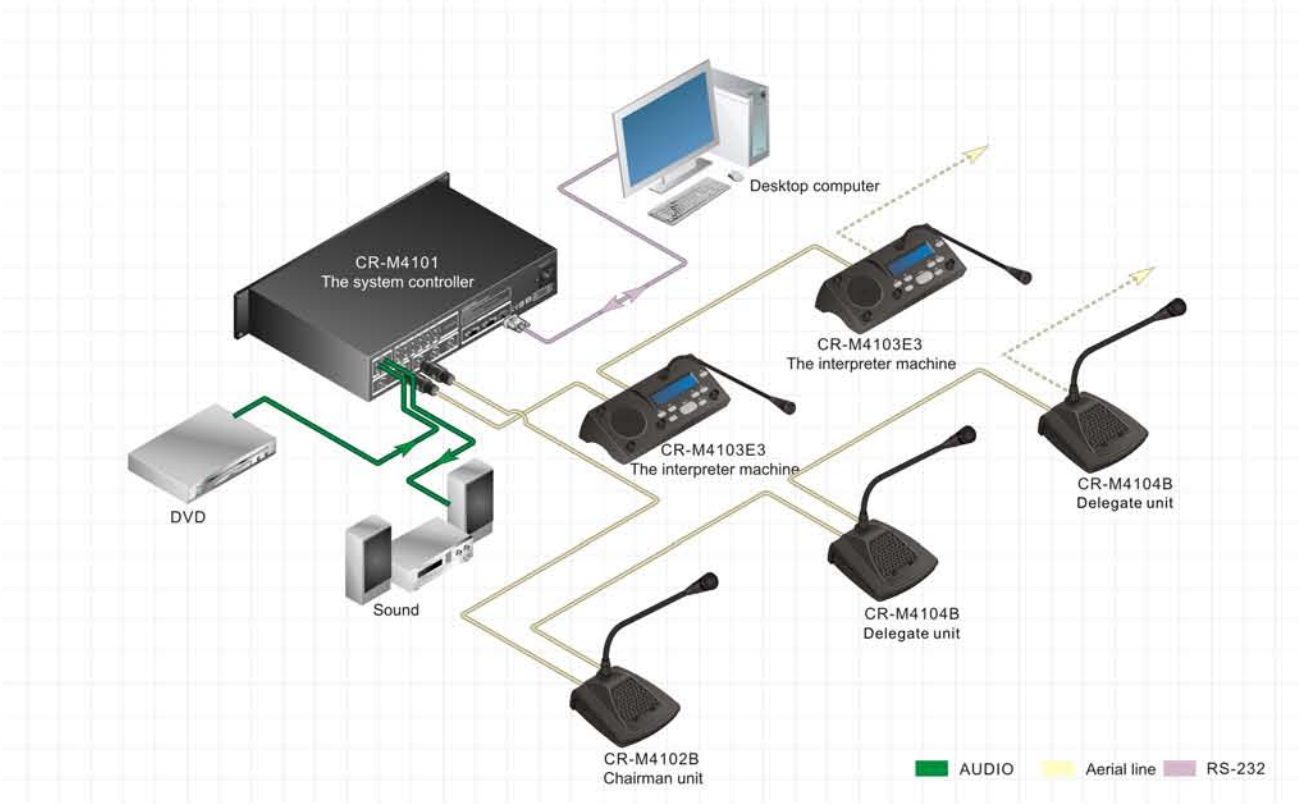 Desktop computer
CR-M4101
The system controller
CR-M4103E3
The interpreter machine
CR-M4103E3
The interpreter machine
CR-M4104B
Delegate unit
DVD
Sound
CR-M4104B
Delegate unit
CR-M4102B
Chairman unit
AUDIO
Aerial line
RS-232